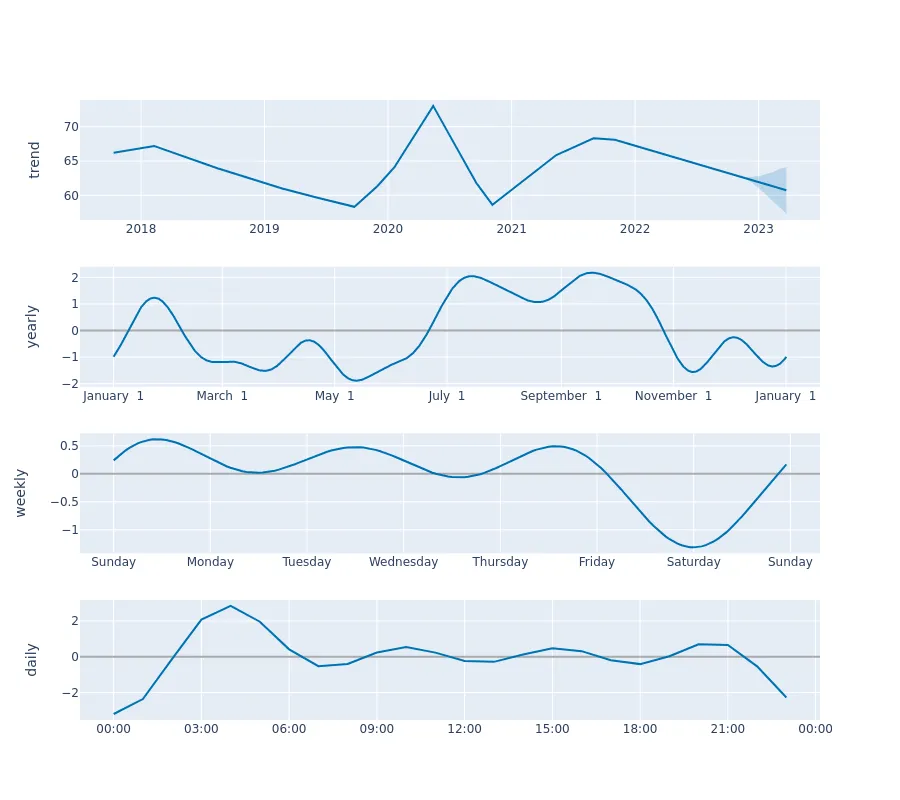 trend
70
65
60
2018 2019 2020 2021 2022 2023
yearly
2
1
0
−1
−2
January 1 March 1 May 1 July 1 September 1 November 1 January 1
weekly
0.5
0
−0.5
−1
Sunday Monday Tuesday Wednesday Thursday Friday Saturday Sunday
daily
2
0
−2
00:00 03:00 06:00 09:00 12:00 15:00 18:00 21:00 00:00